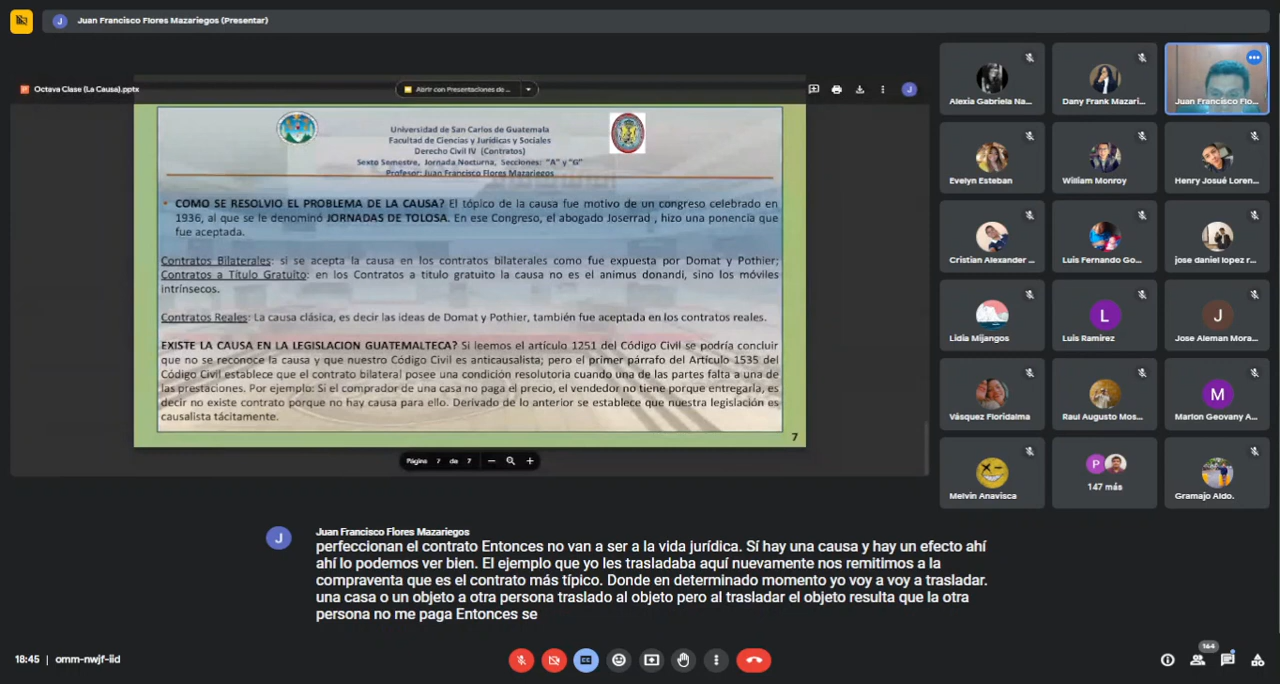 J Juan Francisco Flores Mazariegos (Presentar)
Octava Clase (La Causa).pptx
Abrir con Presentaciones de ...
J
Universidad de San Carlos de Guatemala
Facultad de Ciencias y Jurídicas y Sociales
Derecho Civil IV (Contratos)
Sexto Semestre, Jornada Nocturna, Secciones: "A" y "G"
Profesor: Juan Francisco Flores Mazariegos
• COMO SE RESOLVIO EL PROBLEMA DE LA CAUSA? El tópico de la causa fue motivo de un congreso celebrado en
1936, al que se le denominó JORNADAS DE TOLOSA. En ese Congreso, el abogado Joserrad , hizo una ponencia que
fue aceptada.
Contratos Bilaterales: si se acepta la causa en los contratos bilaterales como fue expuesta por Domat y Pothier;
Contratos a Título Gratuito: en los Contratos a titulo gratuito la causa no es el animus donandi, sino los móviles
intrínsecos.
Contratos Reales: La causa clásica, es decir las ideas de Domat y Pothier, también fue aceptada en los contratos reales.
EXISTE LA CAUSA EN LA LEGISLACION GUATEMALTECA? Si leemos el artículo 1251 del Código Civil se podría concluir
que no se reconoce la causa y que nuestro Código Civil es anticausalista; pero el primer párrafo del Artículo 1535 del
Código Civil establece que el contrato bilateral posee una condición resolutoria cuando una de las partes falta a una de
las prestaciones. Por ejemplo: Si el comprador de una casa no paga el precio, el vendedor no tiene porque entregarla, es
decir no existe contrato porque no hay causa para ello. Derivado de lo anterior se establece que nuestra legislación es
causalista tácitamente.
7
Página 7 de 7
Alexia Gabriela Na...
Dany Frank Mazari...
Juan Francisco Flo...
Evelyn Esteban
William Monroy
Henry Josué Loren...
Cristian Alexander ...
Luis Fernando Go...
jose daniel lopez r...
Lidia Mijangos
L
Luis Ramirez
J
Jose Aleman Mora...
Vásquez Floridalma
Raul Augusto Mos...
M
Marlon Geovany A...
Melvin Anavisca
P
147 más
Gramajo Aldo.
J
Juan Francisco Flores Mazariegos
perfeccionan el contrato Entonces no van a ser a la vida jurídica. Sí hay una causa y hay un efecto ahí
ahí lo podemos ver bien. El ejemplo que yo les trasladaba aquí nuevamente nos remitimos a la
compraventa que es el contrato más típico. Donde en determinado momento yo voy a voy a trasladar.
una casa o un objeto a otra persona traslado al objeto pero al trasladar el objeto resulta que la otra
persona no me paga Entonces se
18:45 | omm-nwjf-iid
CC
164